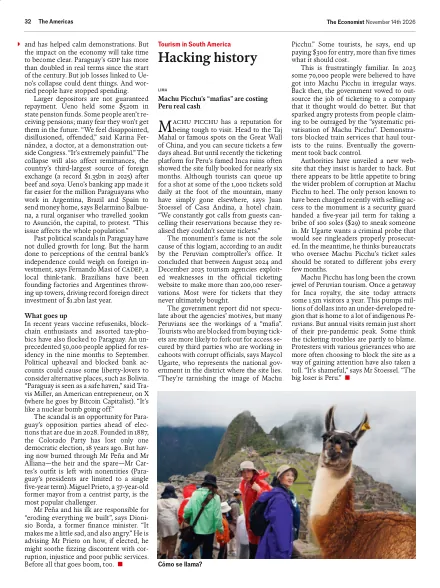 32
The Americas
The Economist November 14th 2026
and has helped calm demonstrations. But
the impact on the economy will take time
to become clear. Paraguay's GDP has more
than doubled in real terms since the start
of the century. But job losses linked to Ue-
no's collapse could dent things. And wor-
ried people have stopped spending.
Larger depositors are not guaranteed
repayment. Ueno held some $520m in
state pension funds. Some people aren't re-
ceiving pensions; many fear they won't get
them in the future. "We feel disappointed,
disillusioned, offended," said Karina Fer-
nández, a doctor, at a demonstration out-
side Congress. "It's extremely painful." The
collapse will also affect remittances, the
country's third-largest source of foreign
exchange (a record $1.3bn in 2025) after
beef and soya. Ueno's banking app made it
far easier for the million Paraguayans who
work in Argentina, Brazil and Spain to
send money home, says Belarmino Balbue-
na, a rural organiser who travelled 300km
to Asunción, the capital, to protest. "This
issue affects the whole population."
Past political scandals in Paraguay have
not dulled growth for long. But the harm
done to perceptions of the central bank's
independence could weigh on foreign in-
vestment, says Fernando Masi of CADEP, a
local think-tank. Brazilians have been
founding factories and Argentines throw-
ing up towers, driving record foreign direct
investment of $1.2bn last year.
What goes up
In recent years vaccine refuseniks, block-
chain enthusiasts and assorted tax-pho-
bics have also flocked to Paraguay. An un-
precedented 50,000 people applied for res-
idency in the nine months to September.
Political upheaval and blocked bank ac-
counts could cause some liberty-lovers to
consider alternative places, such as Bolivia.
"Paraguay is seen as a safe haven," said Tra-
vis Miller, an American entrepreneur, on X
(where he goes by Bitcoin Capitalist). "It's
like a nuclear bomb going off."
The scandal is an opportunity for Para-
guay's opposition parties ahead of elec-
tions that are due in 2028. Founded in 1887,
the Colorado Party has lost only one
democratic election, 18 years ago. But hav-
ing now burned through Mr Peña and Mr
Alliana—the heir and the spare—Mr Car-
tes's outfit is left with nonentities (Para-
guay's presidents are limited to a single
five-year term). Miguel Prieto, a 37-year-old
former mayor from a centrist party, is the
most popular challenger.
Mr Peña and his ilk are responsible for
"eroding everything we built", says Dioni-
sio Borda, a former finance minister. "It
makes me a little sad, and also angry." He is
advising Mr Prieto on how, if elected, he
might soothe fizzing discontent with cor-
ruption, injustice and poor public services.
Before all that goes boom, too.
Tourism in South America
Hacking history
LIMA
Machu Picchu's "mafias" are costing
Peru real cash
MACHU PICCHU has a reputation for
being tough to visit. Head to the Taj
Mahal or famous spots on the Great Wall
of China, and you can secure tickets a few
days ahead. But until recently the ticketing
platform for Peru's famed Inca ruins often
showed the site fully booked for nearly six
months. Although tourists can queue up
for a shot at some of the 1,000 tickets sold
daily at the foot of the mountain, many
have simply gone elsewhere, says Juan
Stoessel of Casa Andina, a hotel chain.
"We constantly get calls from guests can-
celling their reservations because they re-
alised they couldn't secure tickets."
The monument's fame is not the sole
cause of this logjam, according to an audit
by the Peruvian comptroller's office. It
concluded that between August 2024 and
December 2025 tourism agencies exploit-
ed weaknesses in the official ticketing
website to make more than 200,000 reser-
vations. Most were for tickets that they
never ultimately bought.
The government report did not specu-
late about the agencies' motives, but many
Peruvians see the workings of a "mafia".
Tourists who are blocked from buying tick-
ets are more likely to fork out for access se-
cured by third parties who are working in
cahoots with corrupt officials, says Maycol
Ugarte, who represents the national gov-
ernment in the district where the site lies.
"They're tarnishing the image of Machu
Picchu." Some tourists, he says, end up
paying $300 for entry, more than five times
what it should cost.
This is frustratingly familiar. In 2023
some 70,000 people were believed to have
got into Machu Picchu in irregular ways.
Back then, the government vowed to out-
source the job of ticketing to a company
that it thought would do better. But that
sparked angry protests from people claim-
ing to be outraged by the "systematic pri-
vatisation of Machu Picchu". Demonstra-
tors blocked train services that haul tour-
ists to the ruins. Eventually the govern-
ment took back control.
Authorities have unveiled a new web-
site that they insist is harder to hack. But
there appears to be little appetite to bring
the wider problem of corruption at Machu
Picchu to heel. The only person known to
have been charged recently with selling ac-
cess to the monument is a security guard
handed a five-year jail term for taking a
bribe of 100 soles ($29) to sneak someone
in. Mr Ugarte wants a criminal probe that
would see ringleaders properly prosecut-
ed. In the meantime, he thinks bureaucrats
who oversee Machu Picchu's ticket sales
should be rotated to different jobs every
few months.
Machu Picchu has long been the crown
jewel of Peruvian tourism. Once a getaway
for Inca royalty, the site today attracts
some 1.5m visitors a year. This pumps mil-
lions of dollars into an underdeveloped re-
gion that is home to a lot of indigenous Pe-
ruvians. But annual visits remain just short
of their pre-pandemic peak. Some think
the ticketing troubles are partly to blame.
Protesters with various grievances who are
more often choosing to block the site as a
way of gaining attention have also taken a
toll. "It's shameful," says Mr Stoessel. "The
big loser is Peru."
Cómo se llama?